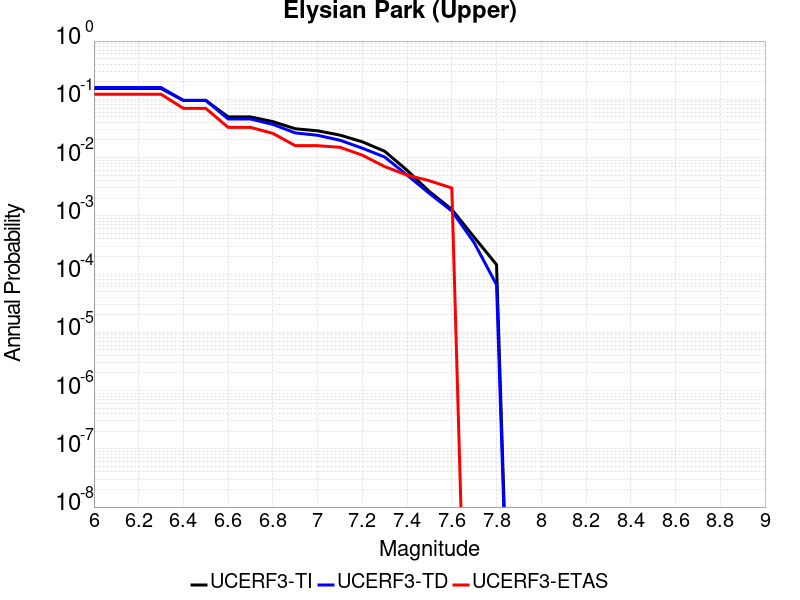 Elysian Park (Upper)
10^0
10^-1
10^-2
10^-3
10^-4
10^-5
10^-6
10^-7
10^-8
Annual Probability
6 6.2 6.4 6.6 6.8 7 7.2 7.4 7.6 7.8 8 8.2 8.4 8.6 8.8 9
Magnitude
UCERF3-TI UCERF3-TD UCERF3-ETAS